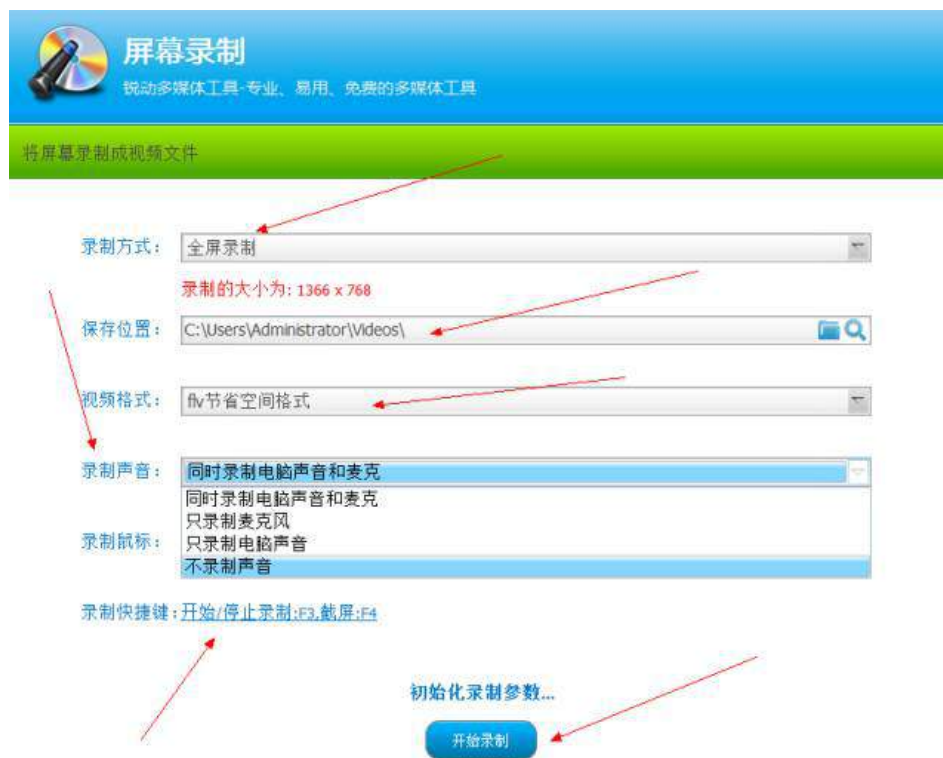 屏幕录制
锐动多媒体工具-专业、易用、免费的多媒体工具
将屏幕录制成视频文件
录制方式： 全屏录制
录制的大小为: 1366 x 768
保存位置： C:\Users\Administrator\Videos\
视频格式： flv节省空间格式
录制声音： 同时录制电脑声音和麦克
同时录制电脑声音和麦克
只录制麦克风
录制鼠标： 只录制电脑声音
不录制声音
录制快捷键：开始/停止录制:F3,截屏:F4
初始化录制参数...
开始录制